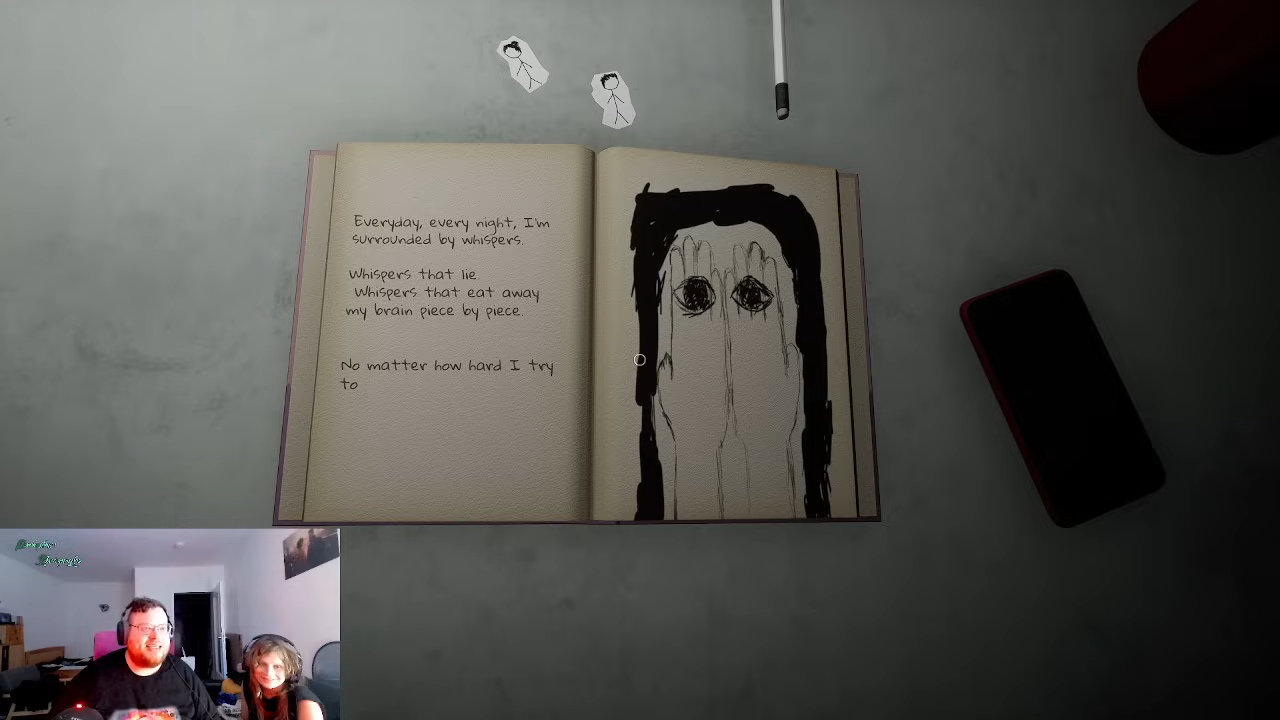 Everyday, every night, I'm
surrounded by whispers.
Whispers that lie
Whispers that eat away
my brain piece by piece.
No matter how hard I try
to